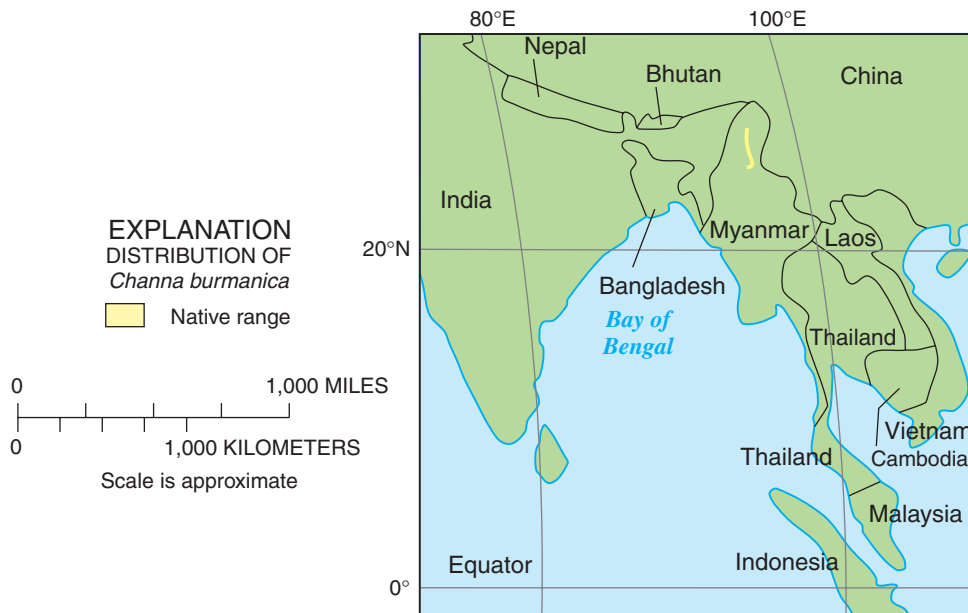 80°E
100°E
Nepal
Bhutan
China
India
EXPLANATION
DISTRIBUTION OF
Channa burmanica
Native range
20°N
Myanmar
Laos
Bangladesh
Bay of
Bengal
Thailand
0
1,000 MILES
0
1,000 KILOMETERS
Scale is approximate
Vietnam
Cambodia
Thailand
Malaysia
Indonesia
Equator
0°